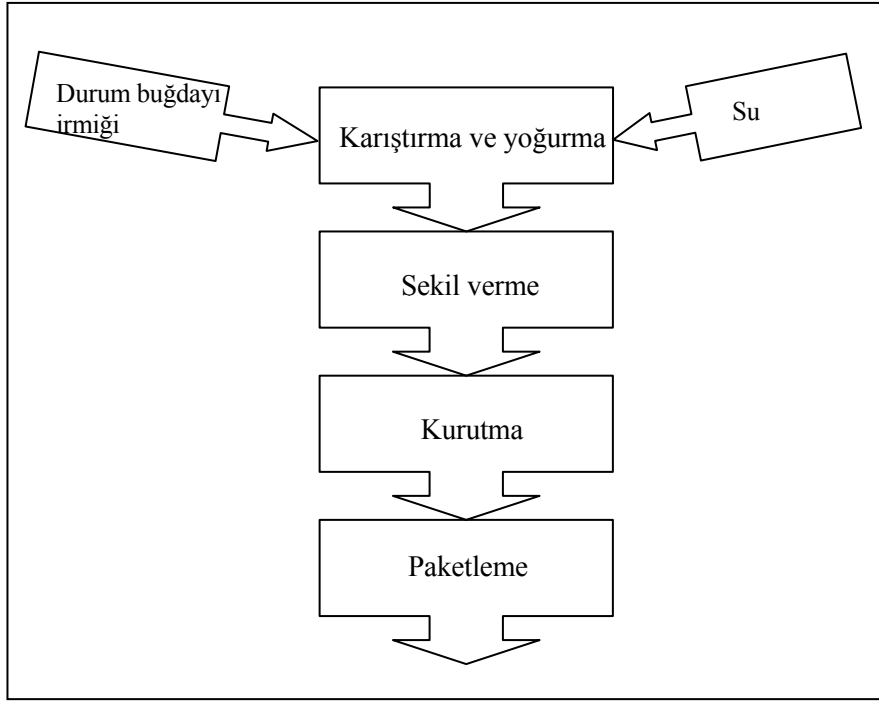 Durum buğdayı
irmiği
Karıştırma ve yoğurma
Su
Sekil verme
Kurutma
Paketleme